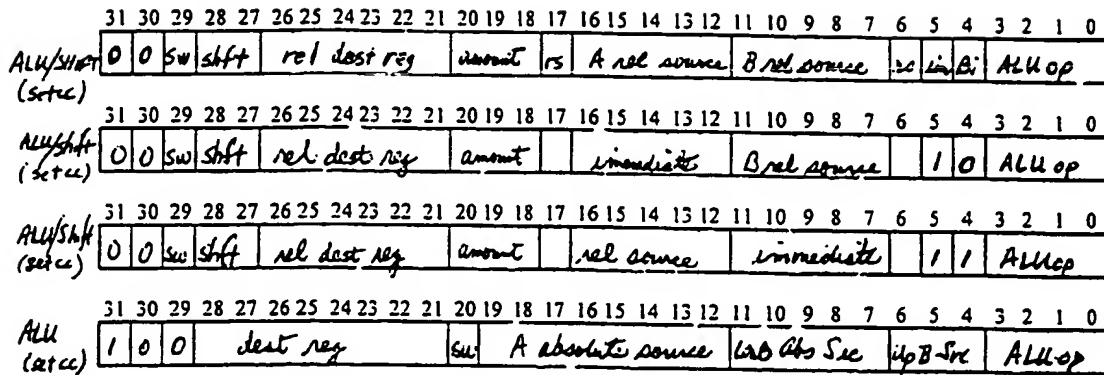 31 30 29 28 27 26 25 24 23 22 21 20 19 18 17 16 15 14 13 12 11 10 9 8 7 6 5 4 3 2 1 0
ALU/Shift 0 0 sw shft rel dest reg amount rs A rel source B rel source im Bi ALU op
(setcc)
31 30 29 28 27 26 25 24 23 22 21 20 19 18 17 16 15 14 13 12 11 10 9 8 7 6 5 4 3 2 1 0
ALU/Shft 0 0 sw shft rel dest reg amount immediate B rel source 1 0 ALU op
(setcc)
31 30 29 28 27 26 25 24 23 22 21 20 19 18 17 16 15 14 13 12 11 10 9 8 7 6 5 4 3 2 1 0
ALU/Shft 0 0 sw shft rel dest reg amount rel source immediate 1 1 ALU op
(setcc)
31 30 29 28 27 26 25 24 23 22 21 20 19 18 17 16 15 14 13 12 11 10 9 8 7 6 5 4 3 2 1 0
ALU 1 0 0 dest reg sw A absolute source Abs Src B-Src ALU op
(setcc)